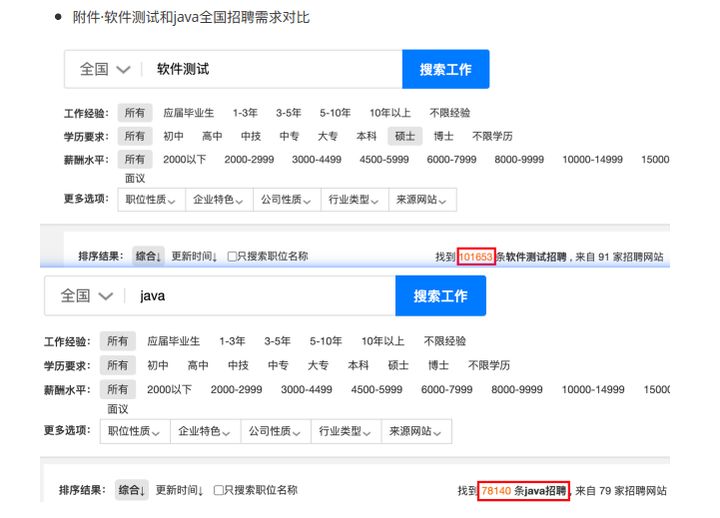 附件·软件测试和java全国招聘需求对比
全国 软件测试 搜索工作
工作经验： 所有 应届毕业生 1-3年 3-5年 5-10年 10年以上 不限经验
学历要求： 所有 初中 高中 中技 中专 大专 本科 硕士 博士 不限学历
薪酬水平： 所有 2000以下 2000-2999 3000-4499 4500-5999 6000-7999 8000-9999 10000-14999 15000
面议
更多选项： 职位性质 企业特色 公司性质 行业类型 来源网站
排序结果： 综合↓ 更新时间↓ 只搜索职位名称 找到 101653 条软件测试招聘，来自 91 家招聘网站
全国 java 搜索工作
工作经验： 所有 应届毕业生 1-3年 3-5年 5-10年 10年以上 不限经验
学历要求： 所有 初中 高中 中技 中专 大专 本科 硕士 博士 不限学历
薪酬水平： 所有 2000以下 2000-2999 3000-4499 4500-5999 6000-7999 8000-9999 10000-14999 1500
面议
更多选项： 职位性质 企业特色 公司性质 行业类型 来源网站
排序结果： 综合↓ 更新时间↓ 只搜索职位名称 找到 78140 条java招聘，来自 79 家招聘网站